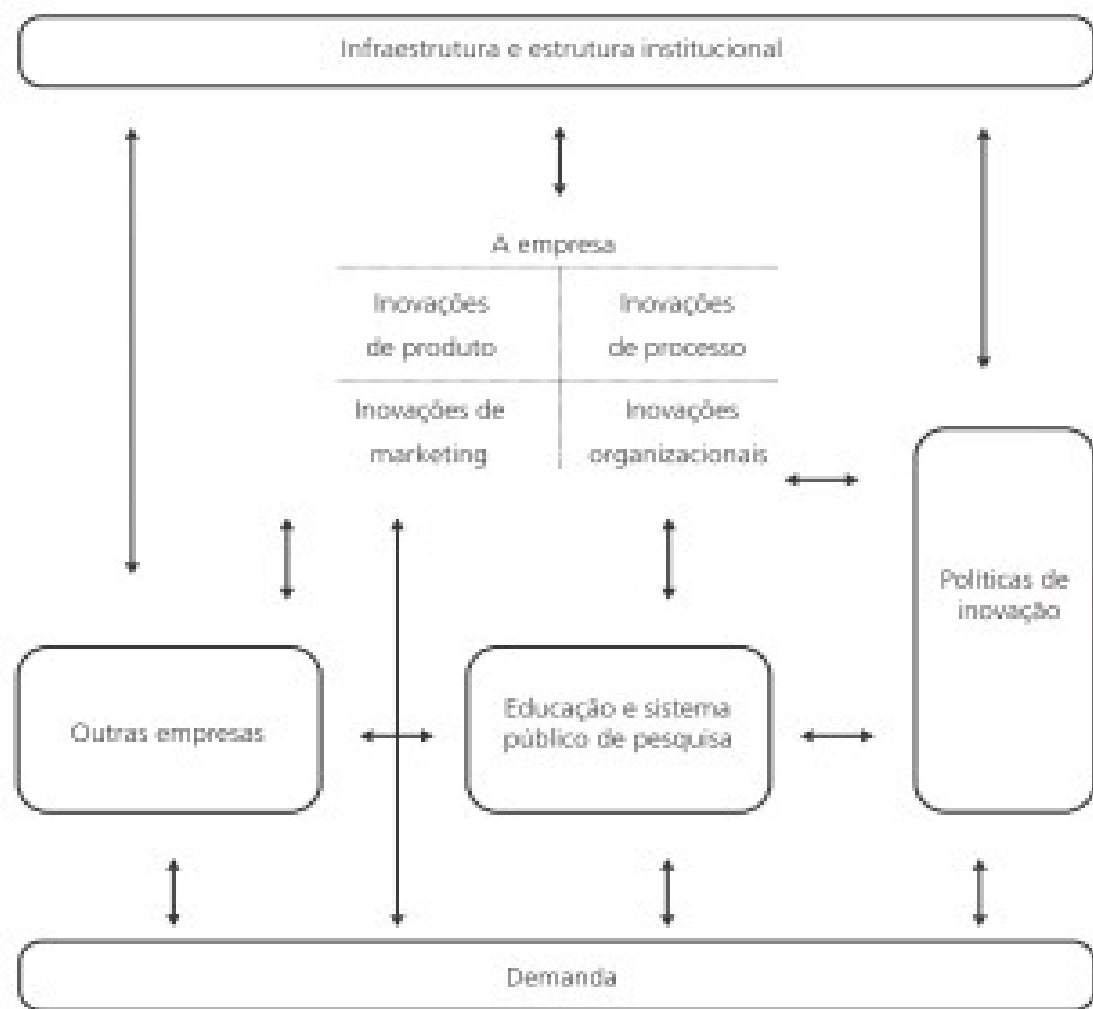 Infraestrutura e estrutura institucional
A empresa
Inovações
de produto
Inovações
de processo
Inovações de
marketing
Inovações
organizacionais
Políticas de
inovação
Outras empresas
Educação e sistema
público de pesquisa
Demanda